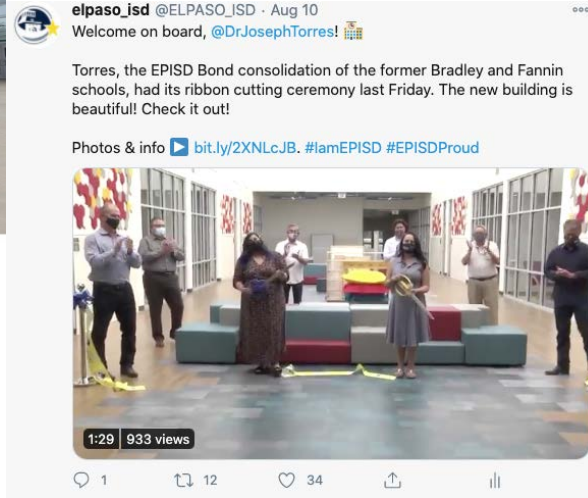 elpaso_isd @ELPASO_ISD · Aug 10
Welcome on board, @DrJosephTorres!
Torres, the EPISD Bond consolidation of the former Bradley and Fannin
schools, had its ribbon cutting ceremony last Friday. The new building is
beautiful! Check it out!
Photos & info bit.ly/2XNLcJB. #IamEPISD #EPISDProud
1:29 933 views
1 12 34